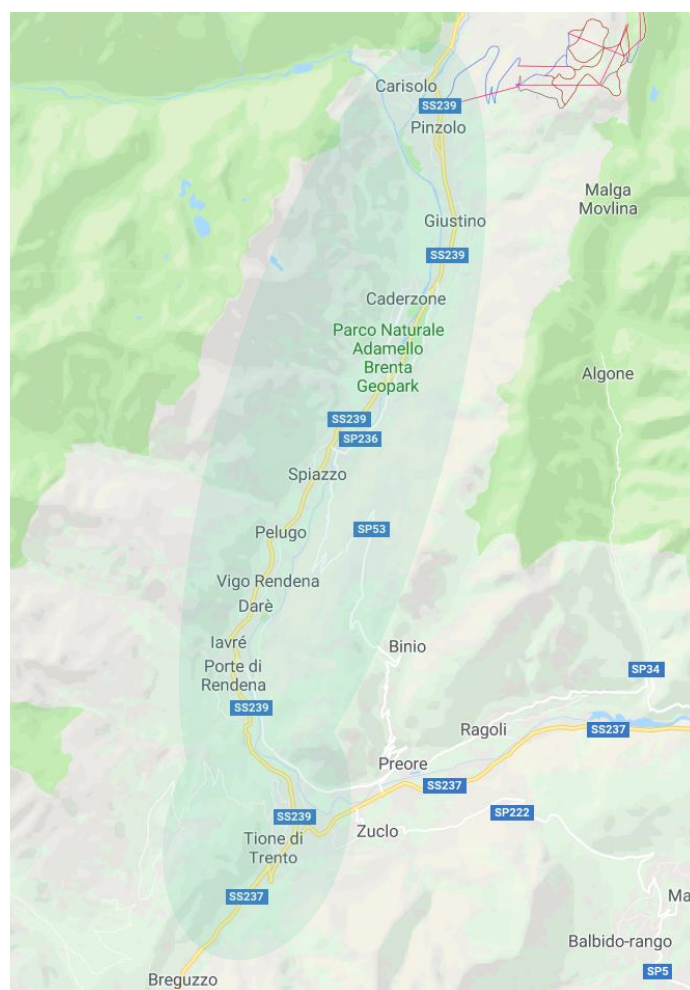 Carisolo
SS239
Pinzolo
Malga
Movlina
Giustino
SS239
Caderzone
Parco Naturale
Adamello
Brenta
Geopark
Algone
SS239
SP236
Spiazzo
SP53
Pelugo
Vigo Rendena
Darè
Iavré
Binio
Porte di
Rendena
SP34
SS239
Ragoli
SS237
Preore
SS237
SS239
SP222
Zuclo
Tione di
Trento
SS237
Ma
Balbido-rango
SP5
Breguzzo